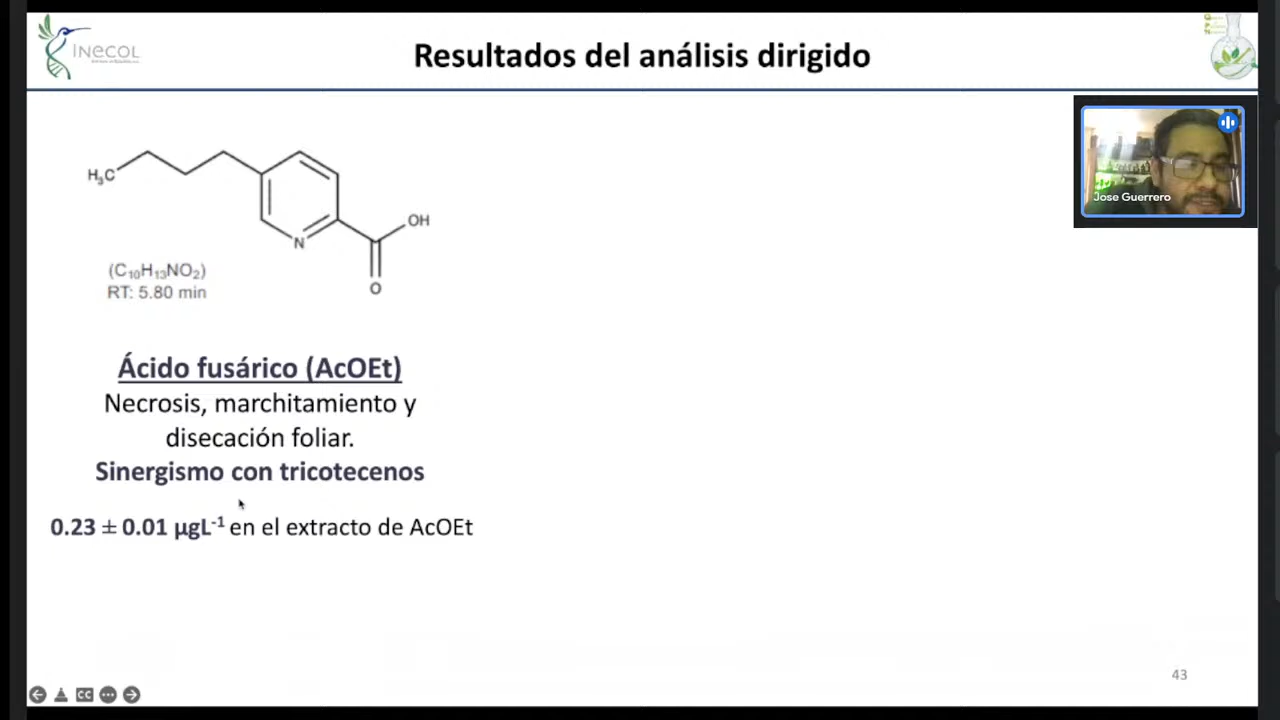 INECOL
Resultados del análisis dirigido
Jose Guerrero
H₃C
OH
N
O
(C₁₀H₁₃NO₂)
RT: 5.80 min
Ácido fusárico (AcOEt)
Necrosis, marchitamiento y
disecación foliar.
Sinergismo con tricotecenos
0.23 ± 0.01 µgL⁻¹ en el extracto de AcOEt
43
CC